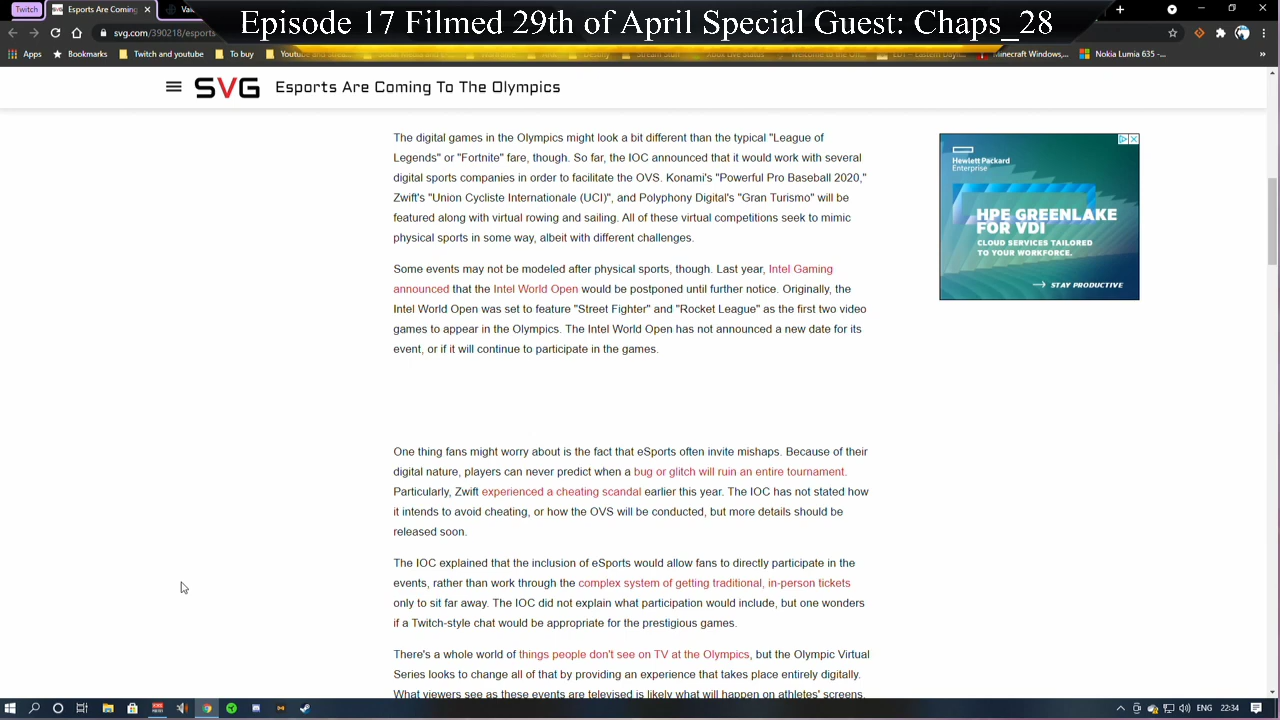 Episode 17 Filmed 29th of April Special Guest: Chaps_28
Twitch
Esports Are Coming
svg.com/390218/esports
Apps
Bookmarks
Twitch and youtube
To buy
Minecraft Windows,...
Nokia Lumia 635 -...
SVG
Esports Are Coming To The Olympics
The digital games in the Olympics might look a bit different than the typical "League of
Legends" or "Fortnite" fare, though. So far, the IOC announced that it would work with several
digital sports companies in order to facilitate the OVS. Konami's "Powerful Pro Baseball 2020,"
Zwift's "Union Cycliste Internationale (UCI)", and Polyphony Digital's "Gran Turismo" will be
featured along with virtual rowing and sailing. All of these virtual competitions seek to mimic
physical sports in some way, albeit with different challenges.
Some events may not be modeled after physical sports, though. Last year, Intel Gaming
announced that the Intel World Open would be postponed until further notice. Originally, the
Intel World Open was set to feature "Street Fighter" and "Rocket League" as the first two video
games to appear in the Olympics. The Intel World Open has not announced a new date for its
event, or if it will continue to participate in the games.
One thing fans might worry about is the fact that eSports often invite mishaps. Because of their
digital nature, players can never predict when a bug or glitch will ruin an entire tournament.
Particularly, Zwift experienced a cheating scandal earlier this year. The IOC has not stated how
it intends to avoid cheating, or how the OVS will be conducted, but more details should be
released soon.
The IOC explained that the inclusion of eSports would allow fans to directly participate in the
events, rather than work through the complex system of getting traditional, in-person tickets
only to sit far away. The IOC did not explain what participation would include, but one wonders
if a Twitch-style chat would be appropriate for the prestigious games.
There's a whole world of things people don't see on TV at the Olympics, but the Olympic Virtual
Series looks to change all of that by providing an experience that takes place entirely digitally.
What viewers see as these events are televised is likely what will happen on athletes' screens,
Hewlett Packard
Enterprise
HPE GREENLAKE
FOR VDI
CLOUD SERVICES TAILORED
TO YOUR WORKFORCE.
STAY PRODUCTIVE
ENG
22:34